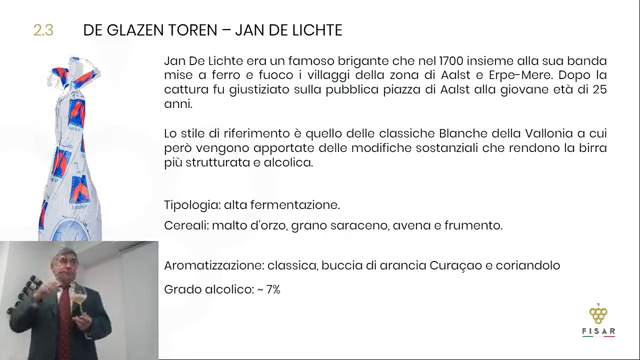 2.3 DE GLAZEN TOREN – JAN DE LICHTE
Jan De Lichte era un famoso brigante che nel 1700 insieme alla sua banda
mise a ferro e fuoco i villaggi della zona di Aalst e Erpe-Mere. Dopo la
cattura fu giustiziato sulla pubblica piazza di Aalst alla giovane età di 25
anni.
Lo stile di riferimento è quello delle classiche Blanche della Vallonia a cui
però vengono apportate delle modifiche sostanziali che rendono la birra
più strutturata e alcolica.
Tipologia: alta fermentazione.
Cereali: malto d'orzo, grano saraceno, avena e frumento.
Aromatizzazione: classica, buccia di arancia Curaçao e coriandolo
Grado alcolico: ~ 7%
FISAR